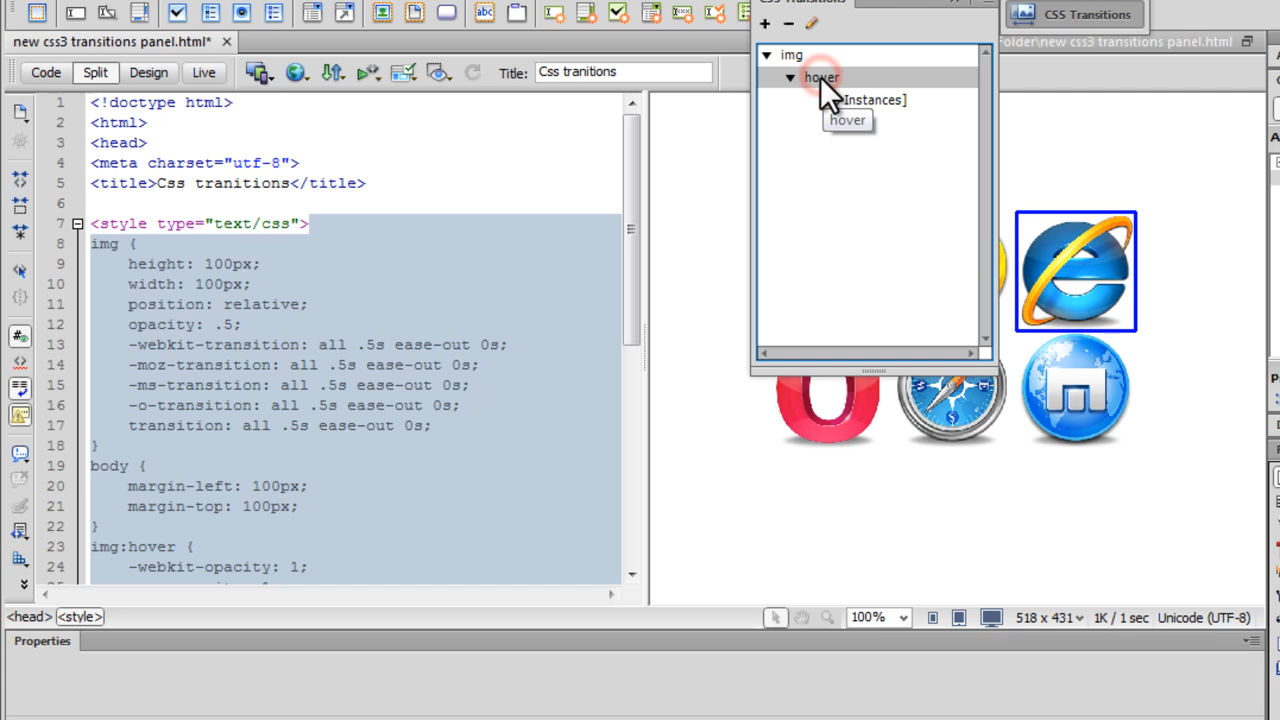 CSS Transitions
new css3 transitions panel.html*
older\new css3 transitions panel.html
Code
Split
Design
Live
Title:
Css tranitions
img
hover
Instances]
hover
1 <!doctype html>
2 <html>
3 <head>
4 <meta charset="utf-8">
5 <title>Css tranitions</title>
6
7 <style type="text/css">
8 img {
9 height: 100px;
10 width: 100px;
11 position: relative;
12 opacity: .5;
13 -webkit-transition: all .5s ease-out 0s;
14 -moz-transition: all .5s ease-out 0s;
15 -ms-transition: all .5s ease-out 0s;
16 -o-transition: all .5s ease-out 0s;
17 transition: all .5s ease-out 0s;
18 }
19 body {
20 margin-left: 100px;
21 margin-top: 100px;
22 }
23 img:hover {
24 -webkit-opacity: 1;
<head> <style>
100%
518 x 431
1K / 1 sec
Unicode (UTF-8)
Properties